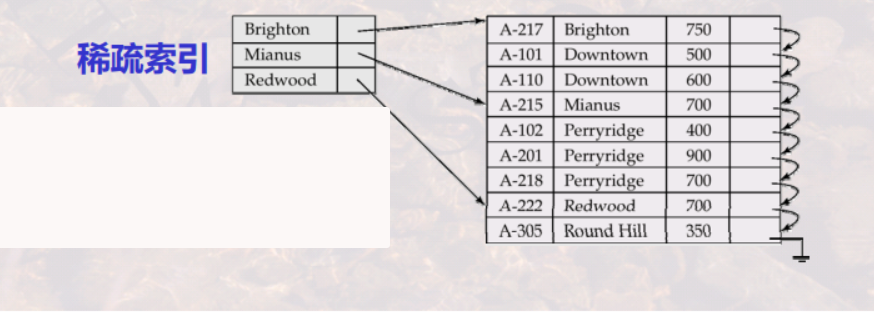 稀疏索引
Brighton
Mianus
Redwood
A-217 Brighton 750
A-101 Downtown 500
A-110 Downtown 600
A-215 Mianus 700
A-102 Perryridge 400
A-201 Perryridge 900
A-218 Perryridge 700
A-222 Redwood 700
A-305 Round Hill 350